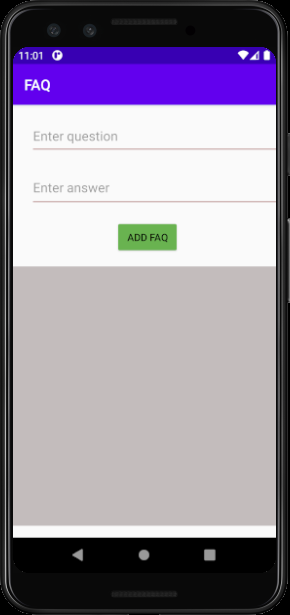 11:01
FAQ
Enter question
Enter answer
ADD FAQ